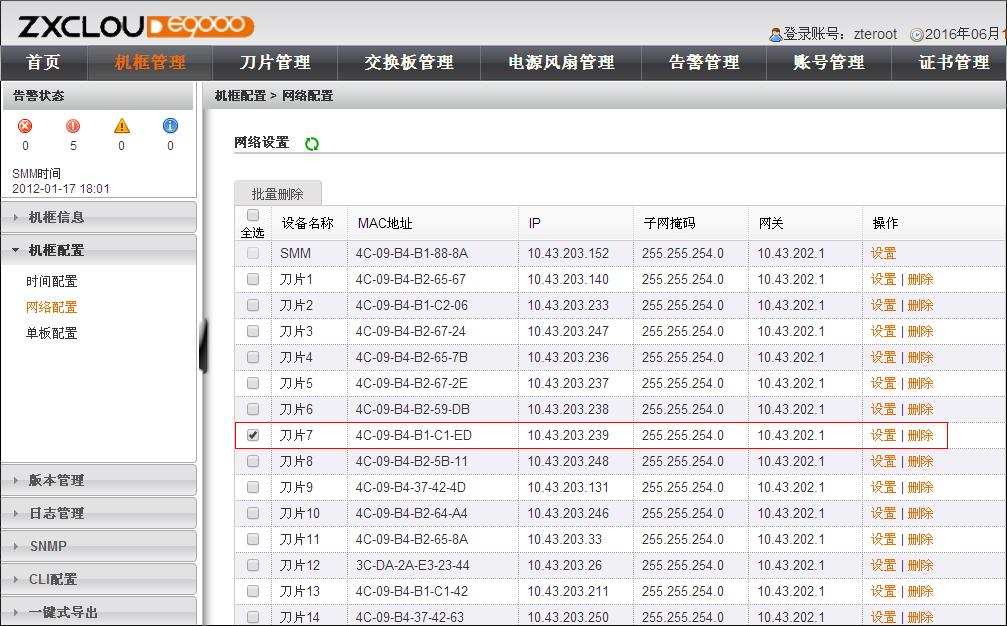 ZXCLOUD E9000
登录账号: zteroot 2016年06月1
首页 机框管理 刀片管理 交换板管理 电源风扇管理 告警管理 账号管理 证书管理
告警状态
0 5 0 0
SMM时间
2012-01-17 18:01
机框信息
机框配置
时间配置
网络配置
单板配置
版本管理
日志管理
SNMP
CLI配置
一键式导出
机框配置 > 网络配置
网络设置
批量删除
全选 设备名称 MAC地址 IP 子网掩码 网关 操作
SMM 4C-09-B4-B1-88-8A 10.43.203.152 255.255.254.0 10.43.202.1 设置
刀片1 4C-09-B4-B2-65-67 10.43.203.140 255.255.254.0 10.43.202.1 设置 | 删除
刀片2 4C-09-B4-B1-C2-06 10.43.203.233 255.255.254.0 10.43.202.1 设置 | 删除
刀片3 4C-09-B4-B2-67-24 10.43.203.247 255.255.254.0 10.43.202.1 设置 | 删除
刀片4 4C-09-B4-B2-65-7B 10.43.203.236 255.255.254.0 10.43.202.1 设置 | 删除
刀片5 4C-09-B4-B2-67-2E 10.43.203.237 255.255.254.0 10.43.202.1 设置 | 删除
刀片6 4C-09-B4-B2-59-DB 10.43.203.238 255.255.254.0 10.43.202.1 设置 | 删除
刀片7 4C-09-B4-B1-C1-ED 10.43.203.239 255.255.254.0 10.43.202.1 设置 | 删除
刀片8 4C-09-B4-B2-5B-11 10.43.203.248 255.255.254.0 10.43.202.1 设置 | 删除
刀片9 4C-09-B4-37-42-4D 10.43.203.131 255.255.254.0 10.43.202.1 设置 | 删除
刀片10 4C-09-B4-B2-64-A4 10.43.203.246 255.255.254.0 10.43.202.1 设置 | 删除
刀片11 4C-09-B4-B2-65-8A 10.43.203.33 255.255.254.0 10.43.202.1 设置 | 删除
刀片12 3C-DA-2A-E3-23-44 10.43.203.26 255.255.254.0 10.43.202.1 设置 | 删除
刀片13 4C-09-B4-B1-C1-42 10.43.203.211 255.255.254.0 10.43.202.1 设置 | 删除
刀片14 4C-09-B4-37-42-63 10.43.203.250 255.255.254.0 10.43.202.1 设置 | 删除